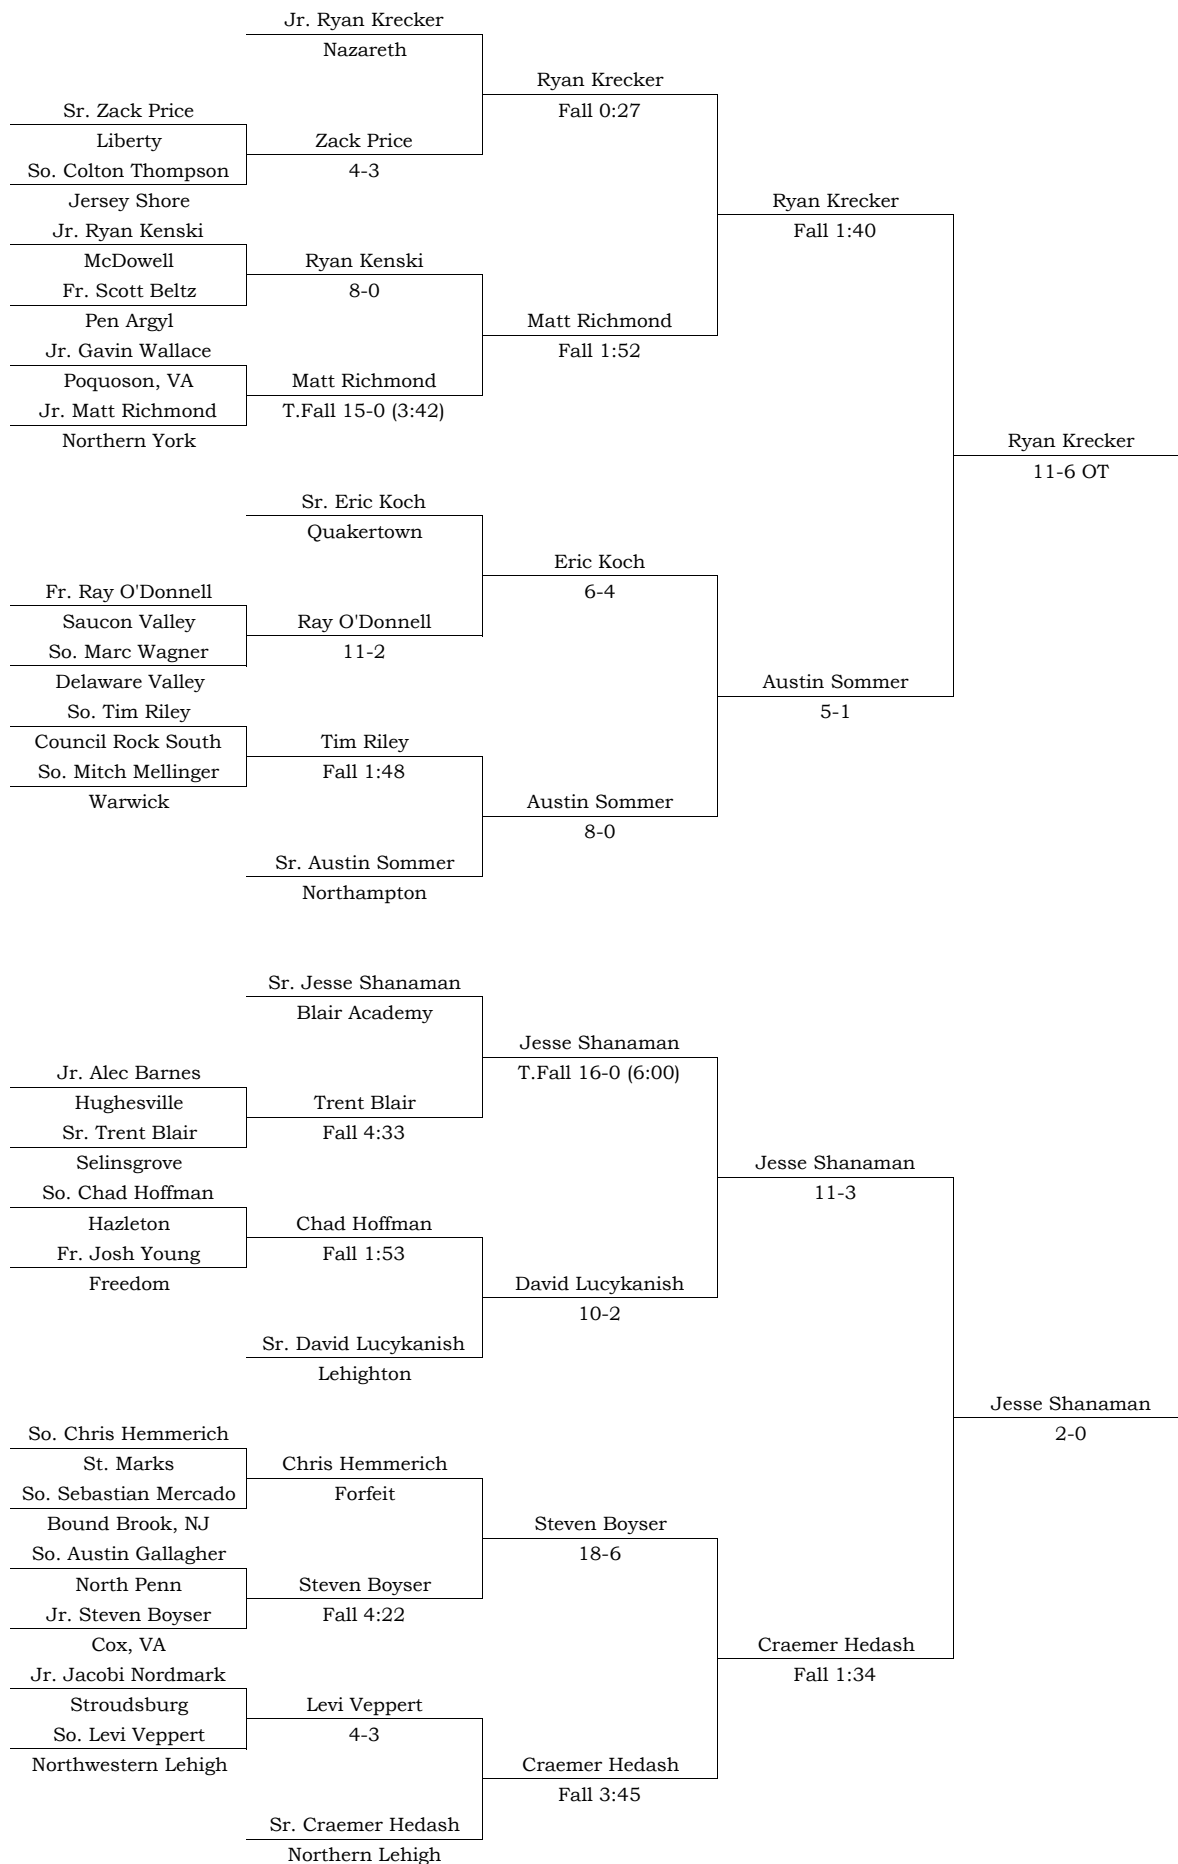 Jr. Ryan Krecker
Nazareth
Ryan Krecker
Fall 0:27
Sr. Zack Price
Liberty
Zack Price
So. Colton Thompson
4-3
Jersey Shore
Ryan Krecker
Jr. Ryan Kenski
Fall 1:40
McDowell
Ryan Kenski
Fr. Scott Beltz
8-0
Pen Argyl
Matt Richmond
Jr. Gavin Wallace
Fall 1:52
Poquoson, VA
Matt Richmond
Jr. Matt Richmond
T.Fall 15-0 (3:42)
Northern York
Ryan Krecker
11-6 OT
Sr. Eric Koch
Quakertown
Eric Koch
Fr. Ray O'Donnell
6-4
Saucon Valley
Ray O'Donnell
So. Marc Wagner
11-2
Delaware Valley
Austin Sommer
So. Tim Riley
5-1
Council Rock South
Tim Riley
So. Mitch Mellinger
Fall 1:48
Warwick
Austin Sommer
8-0
Sr. Austin Sommer
Northampton
Sr. Jesse Shanaman
Blair Academy
Jesse Shanaman
Jr. Alec Barnes
T.Fall 16-0 (6:00)
Hughesville
Trent Blair
Sr. Trent Blair
Fall 4:33
Selinsgrove
Jesse Shanaman
So. Chad Hoffman
11-3
Hazleton
Chad Hoffman
Fr. Josh Young
Fall 1:53
Freedom
David Lucykanish
10-2
Sr. David Lucykanish
Lehighton
Jesse Shanaman
So. Chris Hemmerich
2-0
St. Marks
Chris Hemmerich
So. Sebastian Mercado
Forfeit
Bound Brook, NJ
Steven Boyser
So. Austin Gallagher
18-6
North Penn
Steven Boyser
Jr. Steven Boyser
Fall 4:22
Cox, VA
Craemer Hedash
Jr. Jacobi Nordmark
Fall 1:34
Stroudsburg
Levi Veppert
So. Levi Veppert
4-3
Northwestern Lehigh
Craemer Hedash
Fall 3:45
Sr. Craemer Hedash
Northern Lehigh